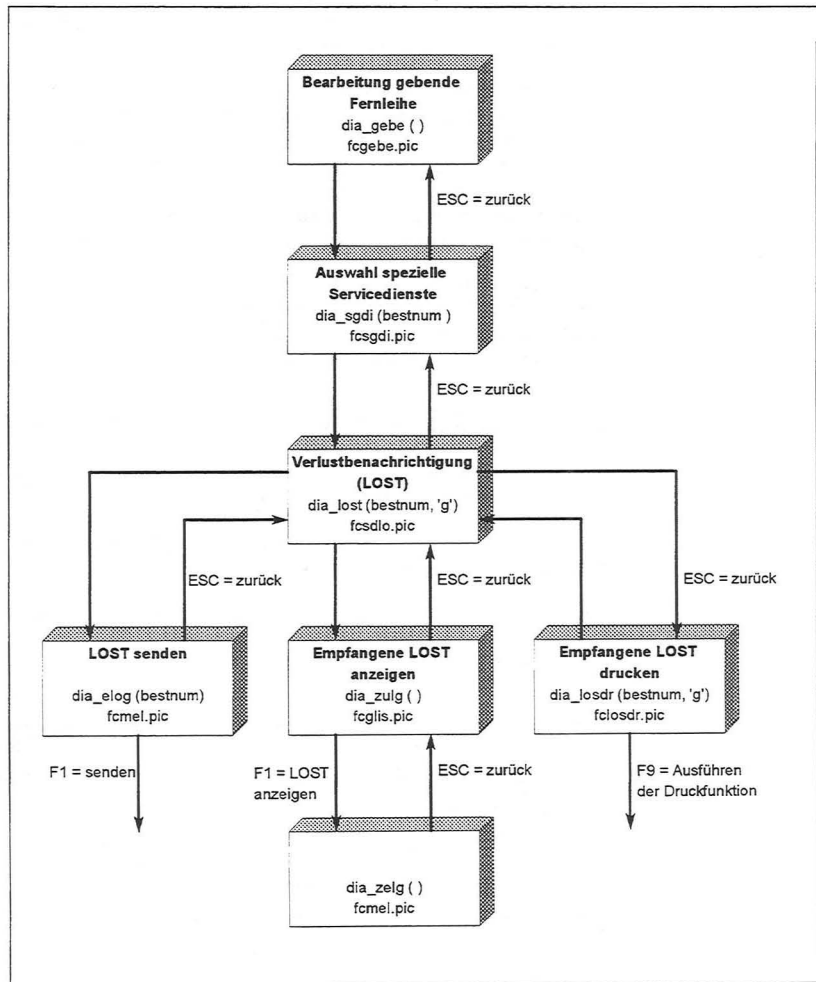 Bearbeitung gebende
Fernleihe
dia_gebe ( )
fcgebe.pic
ESC = zurück
Auswahl spezielle
Servicedienste
dia_sgdi (bestnum )
fcsgdi.pic
ESC = zurück
Verlustbenachrichtigung
(LOST)
dia_lost (bestnum, 'g')
fcsdlo.pic
ESC = zurück
ESC = zurück
ESC = zurück
LOST senden
dia_elog (bestnum)
fcmel.pic
Empfangene LOST
anzeigen
dia_zulg ( )
fcglis.pic
Empfangene LOST
drucken
dia_losdr (bestnum, 'g')
fclosdr.pic
F1 = senden
F1 = LOST
anzeigen
ESC = zurück
F9 = Ausführen
der Druckfunktion
dia_zelg ( )
fcmel.pic